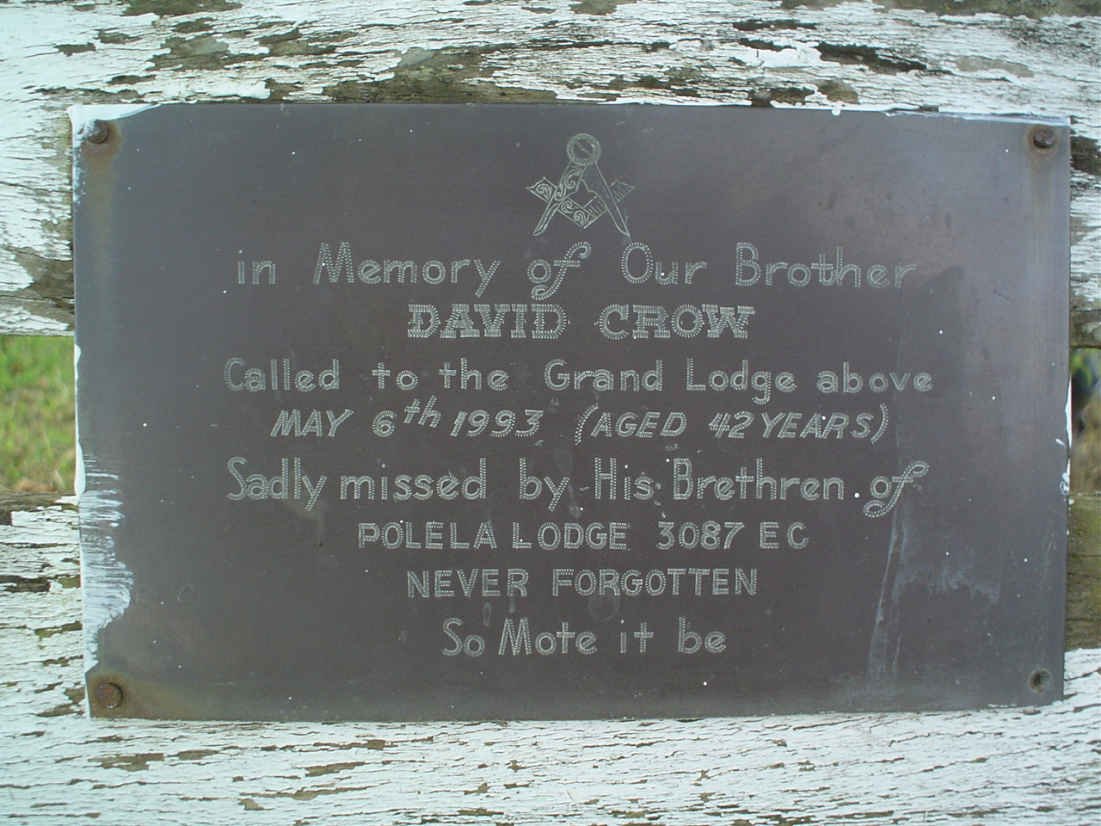 in Memory of Our Brother
DAVID CROW
Called to the Grand Lodge above
MAY 6th 1993 (AGED 42 YEARS)
Sadly missed by His Brethren of
POLELA LODGE 3087 EC
NEVER FORGOTTEN
So Mote it be